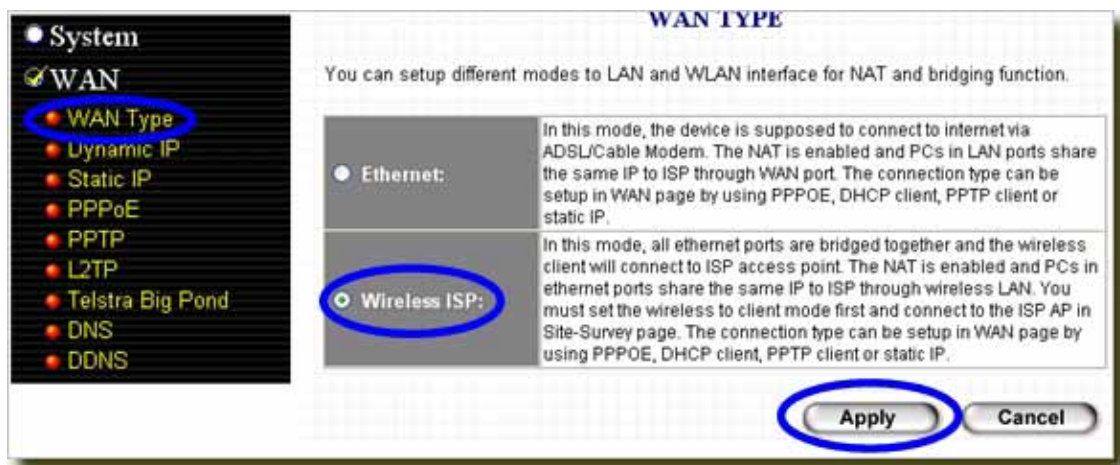 System
WAN
WAN Type
Dynamic IP
Static IP
PPPoE
PPTP
L2TP
Telstra Big Pond
DNS
DDNS
WAN TYPE
You can setup different modes to LAN and WLAN interface for NAT and bridging function.
Ethernet:
In this mode, the device is supposed to connect to internet via
ADSL/Cable Modem. The NAT is enabled and PCs in LAN ports share
the same IP to ISP through WAN port. The connection type can be
setup in WAN page by using PPPOE, DHCP client, PPTP client or
static IP.
Wireless ISP:
In this mode, all ethernet ports are bridged together and the wireless
client will connect to ISP access point. The NAT is enabled and PCs in
ethernet ports share the same IP to ISP through wireless LAN. You
must set the wireless to client mode first and connect to the ISP AP in
Site-Survey page. The connection type can be setup in WAN page by
using PPPOE, DHCP client, PPTP client or static IP.
Apply
Cancel